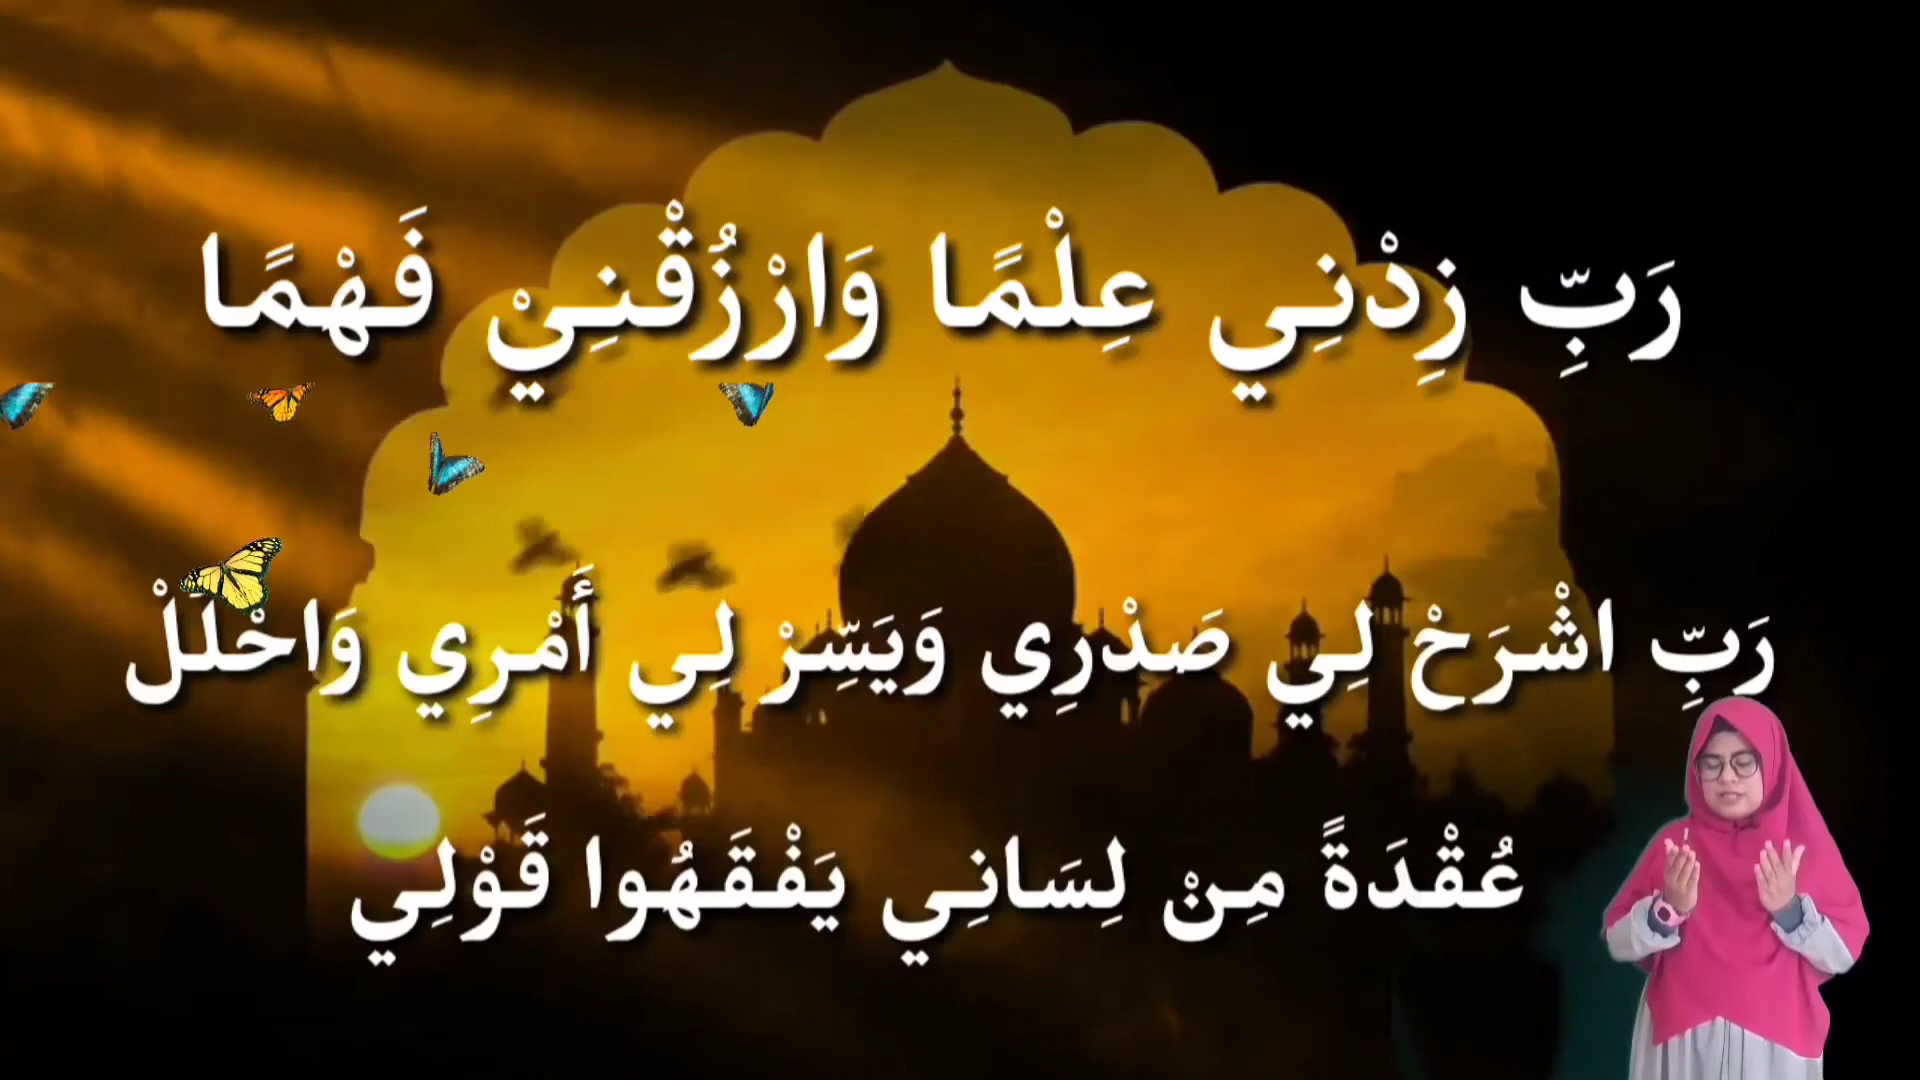 رَبِّ زِدْنِي عِلْمًا وَارْزُقْنِيْ فَهْمًا
رَبِّ اشْرَحْ لِي صَدْرِي وَيَسِّرْ لِي أَمْرِي وَاحْلُلْ
عُقْدَةً مِنْ لِسَانِي يَفْقَهُوا قَوْلِي